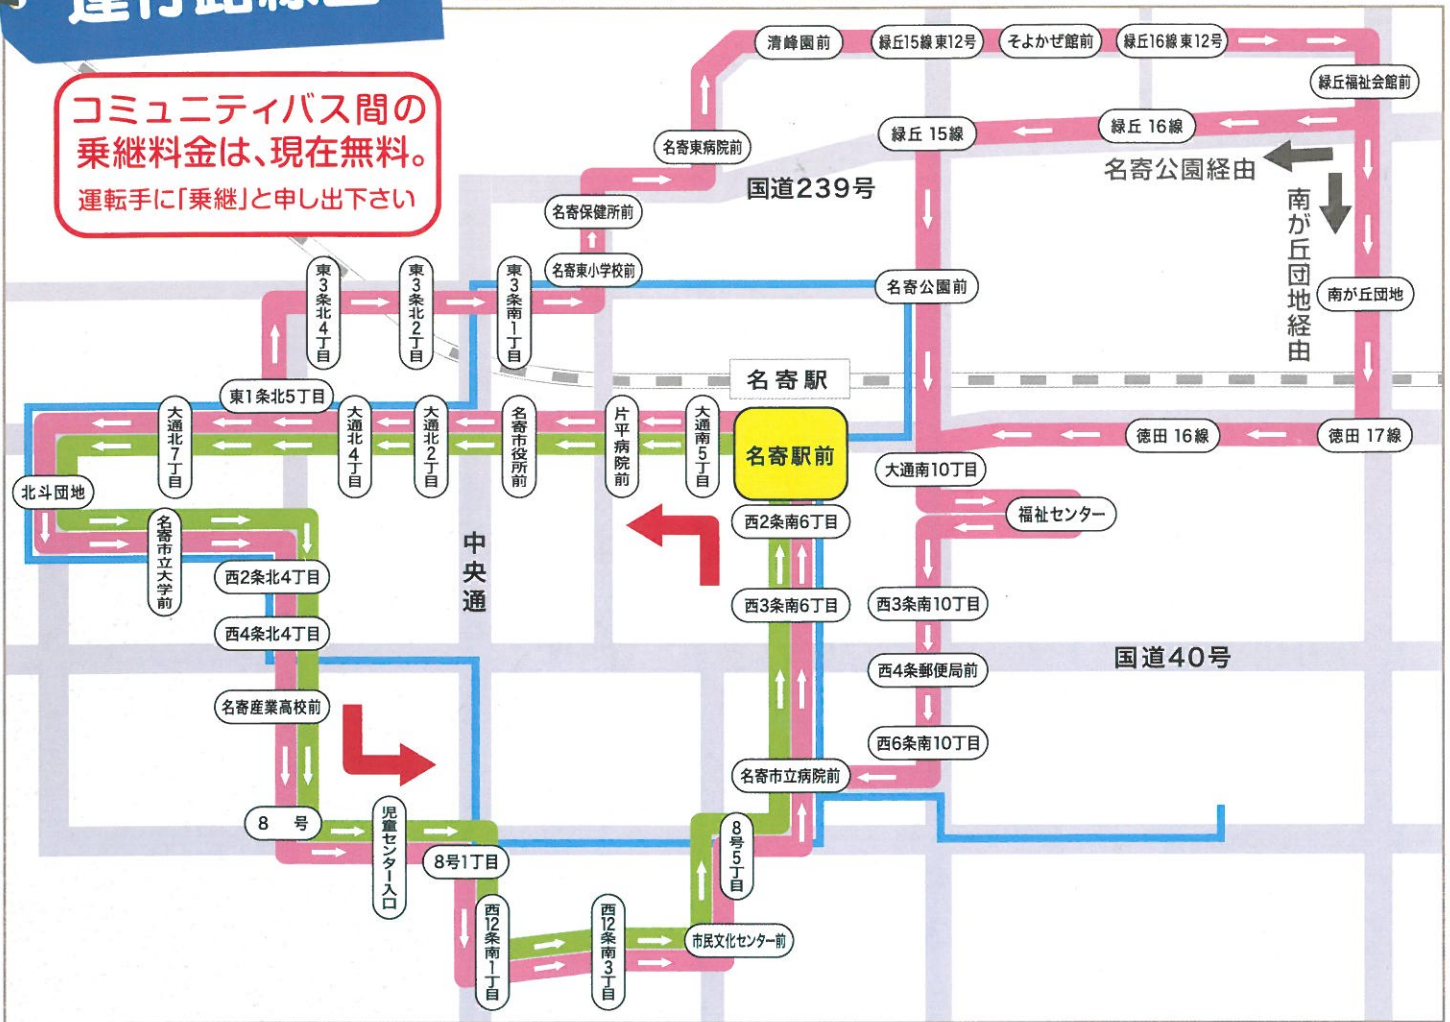 運行路線図
コミュニティバス間の
乗継料金は、現在無料。
運転手に「乗継」と申し出下さい
清峰園前
緑丘15線東12号
そよかぜ館前
緑丘16線東12号
緑丘福祉会館前
緑丘 15線
緑丘 16線
名寄東病院前
名寄公園経由
国道239号
南が丘団地経由
名寄保健所前
名寄東小学校前
東3条北4丁目
東3条北2丁目
東3条南1丁目
名寄公園前
南が丘団地
名寄駅
東1条北5丁目
大通北7丁目
大通北4丁目
大通北2丁目
名寄市役所前
片平病院前
大通南5丁目
名寄駅前
徳田 16線
徳田 17線
大通南10丁目
北斗団地
福祉センター
名寄市立大学前
西2条南6丁目
中央通
西2条北4丁目
西3条南6丁目
西3条南10丁目
西4条北4丁目
国道40号
西4条郵便局前
名寄産業高校前
西6条南10丁目
名寄市立病院前
8 号
児童センター入口
8号1丁目
8号5丁目
西12条南1丁目
西12条南3丁目
市民文化センター前